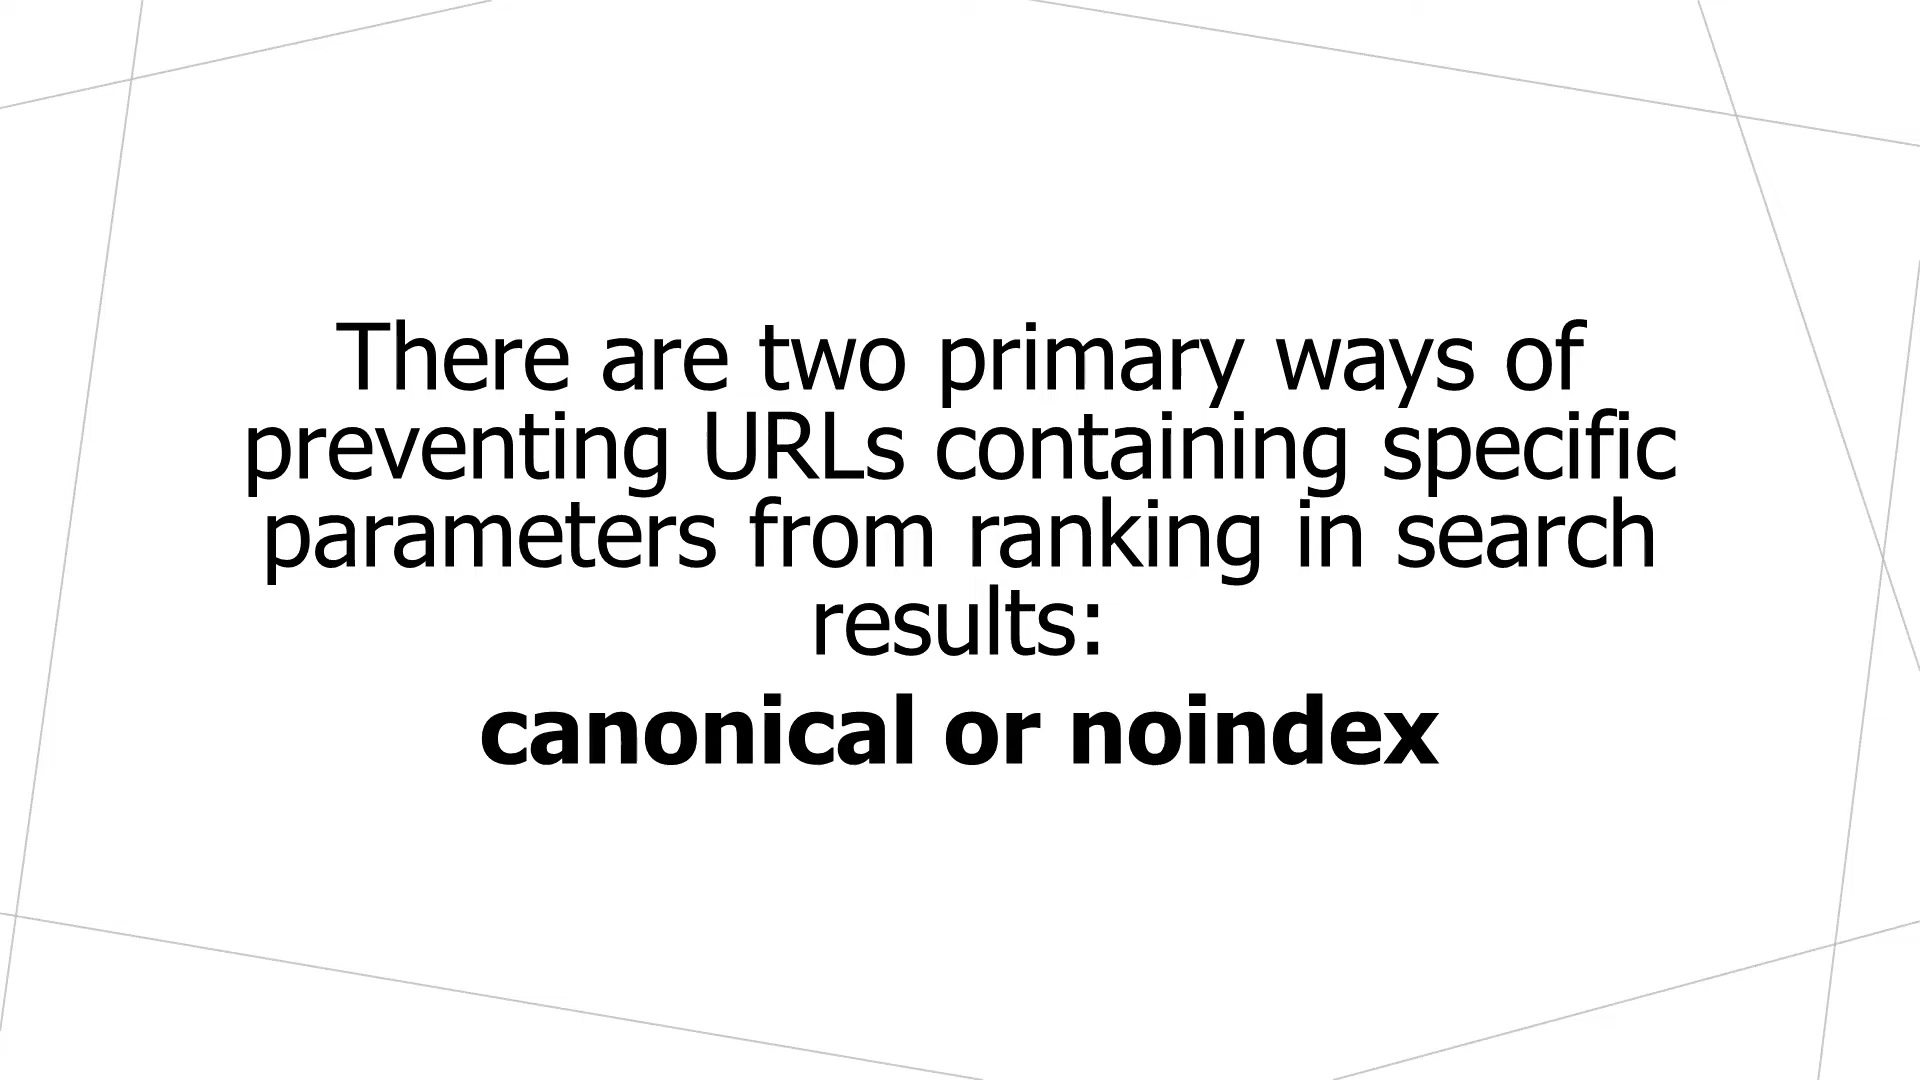 There are two primary ways of
preventing URLs containing specific
parameters from ranking in search
results:
canonical or noindex